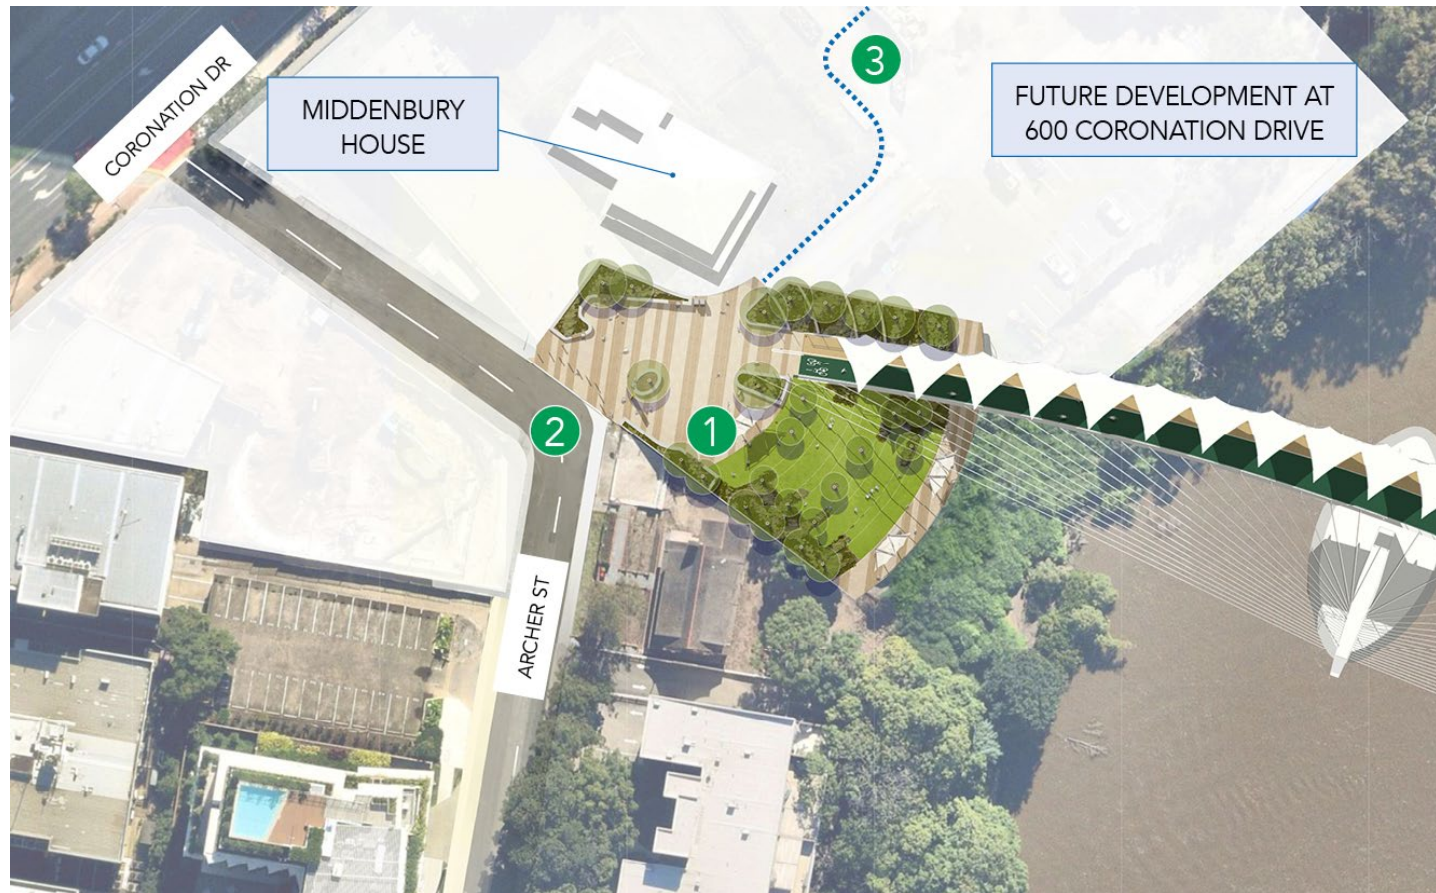 CORONATION DR
MIDDENBURY
HOUSE
3
FUTURE DEVELOPMENT AT
600 CORONATION DRIVE
2
1
ARCHER ST